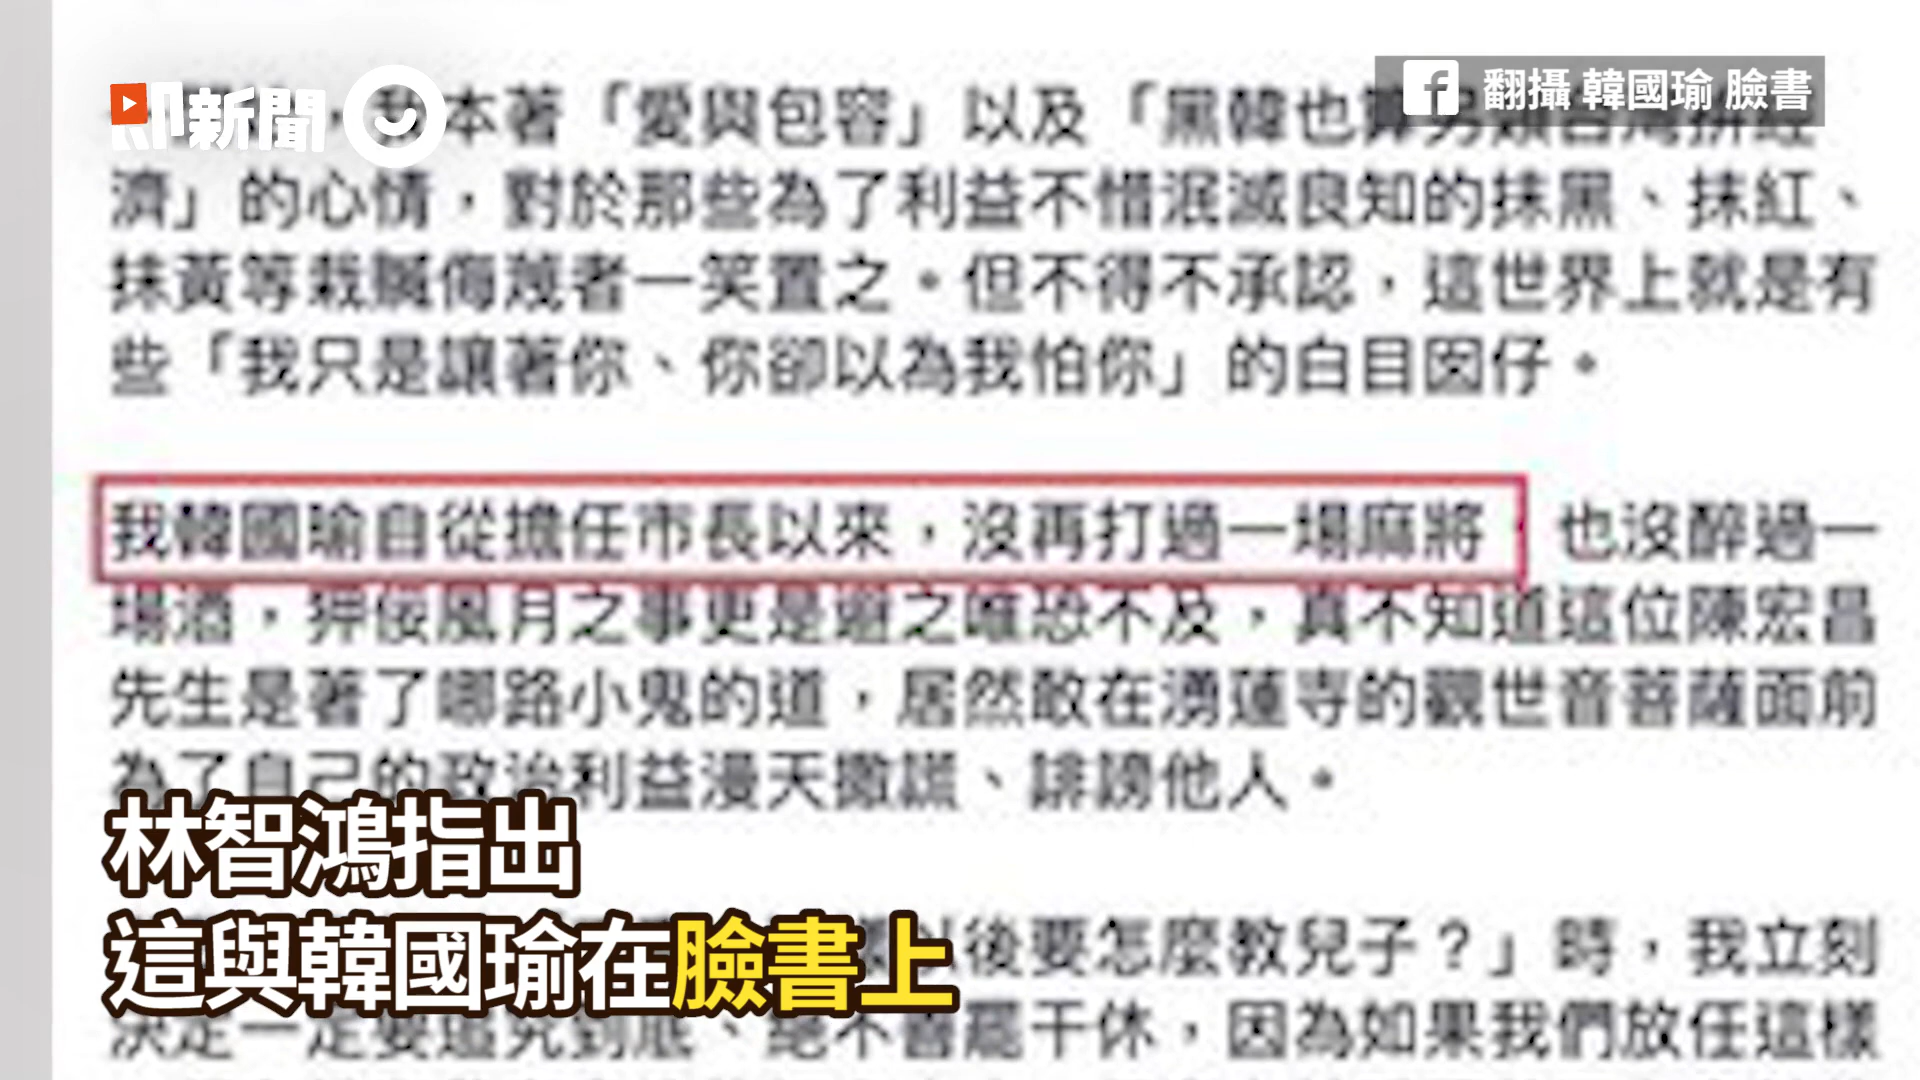 新聞
翻攝 韓國瑜 臉書
本著「愛與包容」以及「黑韓也算另類台灣拼經
濟」的心情，對於那些為了利益不惜泯滅良知的抹黑、抹紅、
抹黃等栽贓侮蔑者一笑置之。但不得不承認，這世界上就是有
些「我只是讓著你、你卻以為我怕你」的白目囡仔。
我韓國瑜自從擔任市長以來，沒再打過一場麻將，也沒醉過一
場酒，狎佞風月之事更是避之唯恐不及，真不知道這位陳宏昌
先生是著了哪路小鬼的道，居然敢在湧蓮寺的觀世音菩薩面前
為了自己的政治利益漫天撒謊、誹謗他人。
以後要怎麼教兒子？」時，我立刻
決定一定要追究到底、絕不善罷干休，因為如果我們放任這樣
林智鴻指出
這與韓國瑜在臉書上